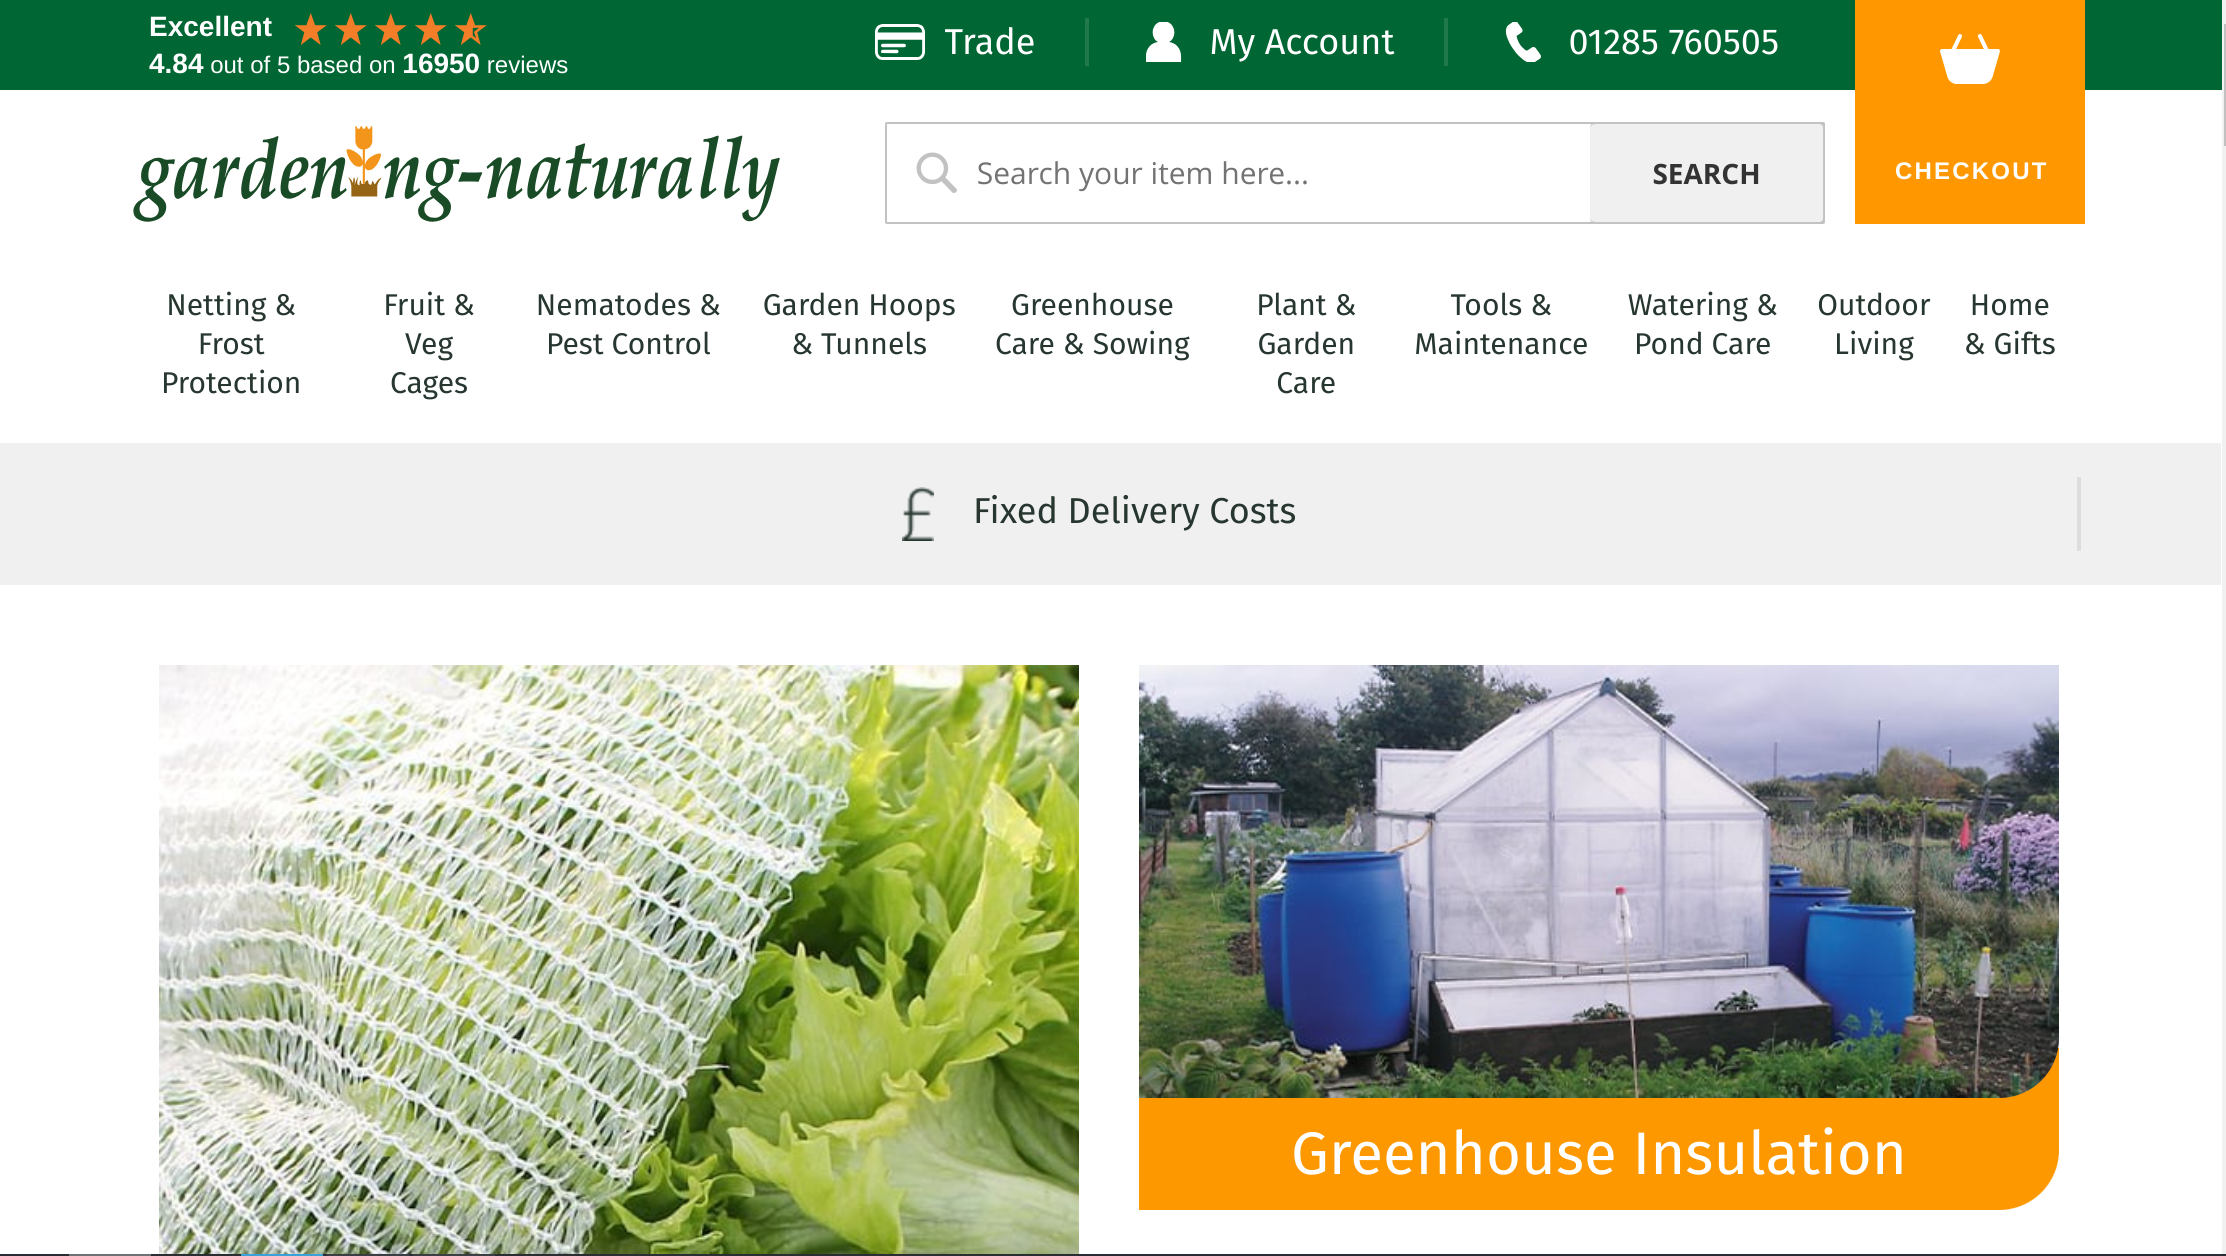 Excellent
4.84 out of 5 based on 16950 reviews
Trade
My Account
01285 760505
CHECKOUT
gardening-naturally
Search your item here...
SEARCH
Netting &
Frost
Protection
Fruit &
Veg
Cages
Nematodes &
Pest Control
Garden Hoops
& Tunnels
Greenhouse
Care & Sowing
Plant &
Garden
Care
Tools &
Maintenance
Watering &
Pond Care
Outdoor
Living
Home
& Gifts
£ Fixed Delivery Costs
Greenhouse Insulation